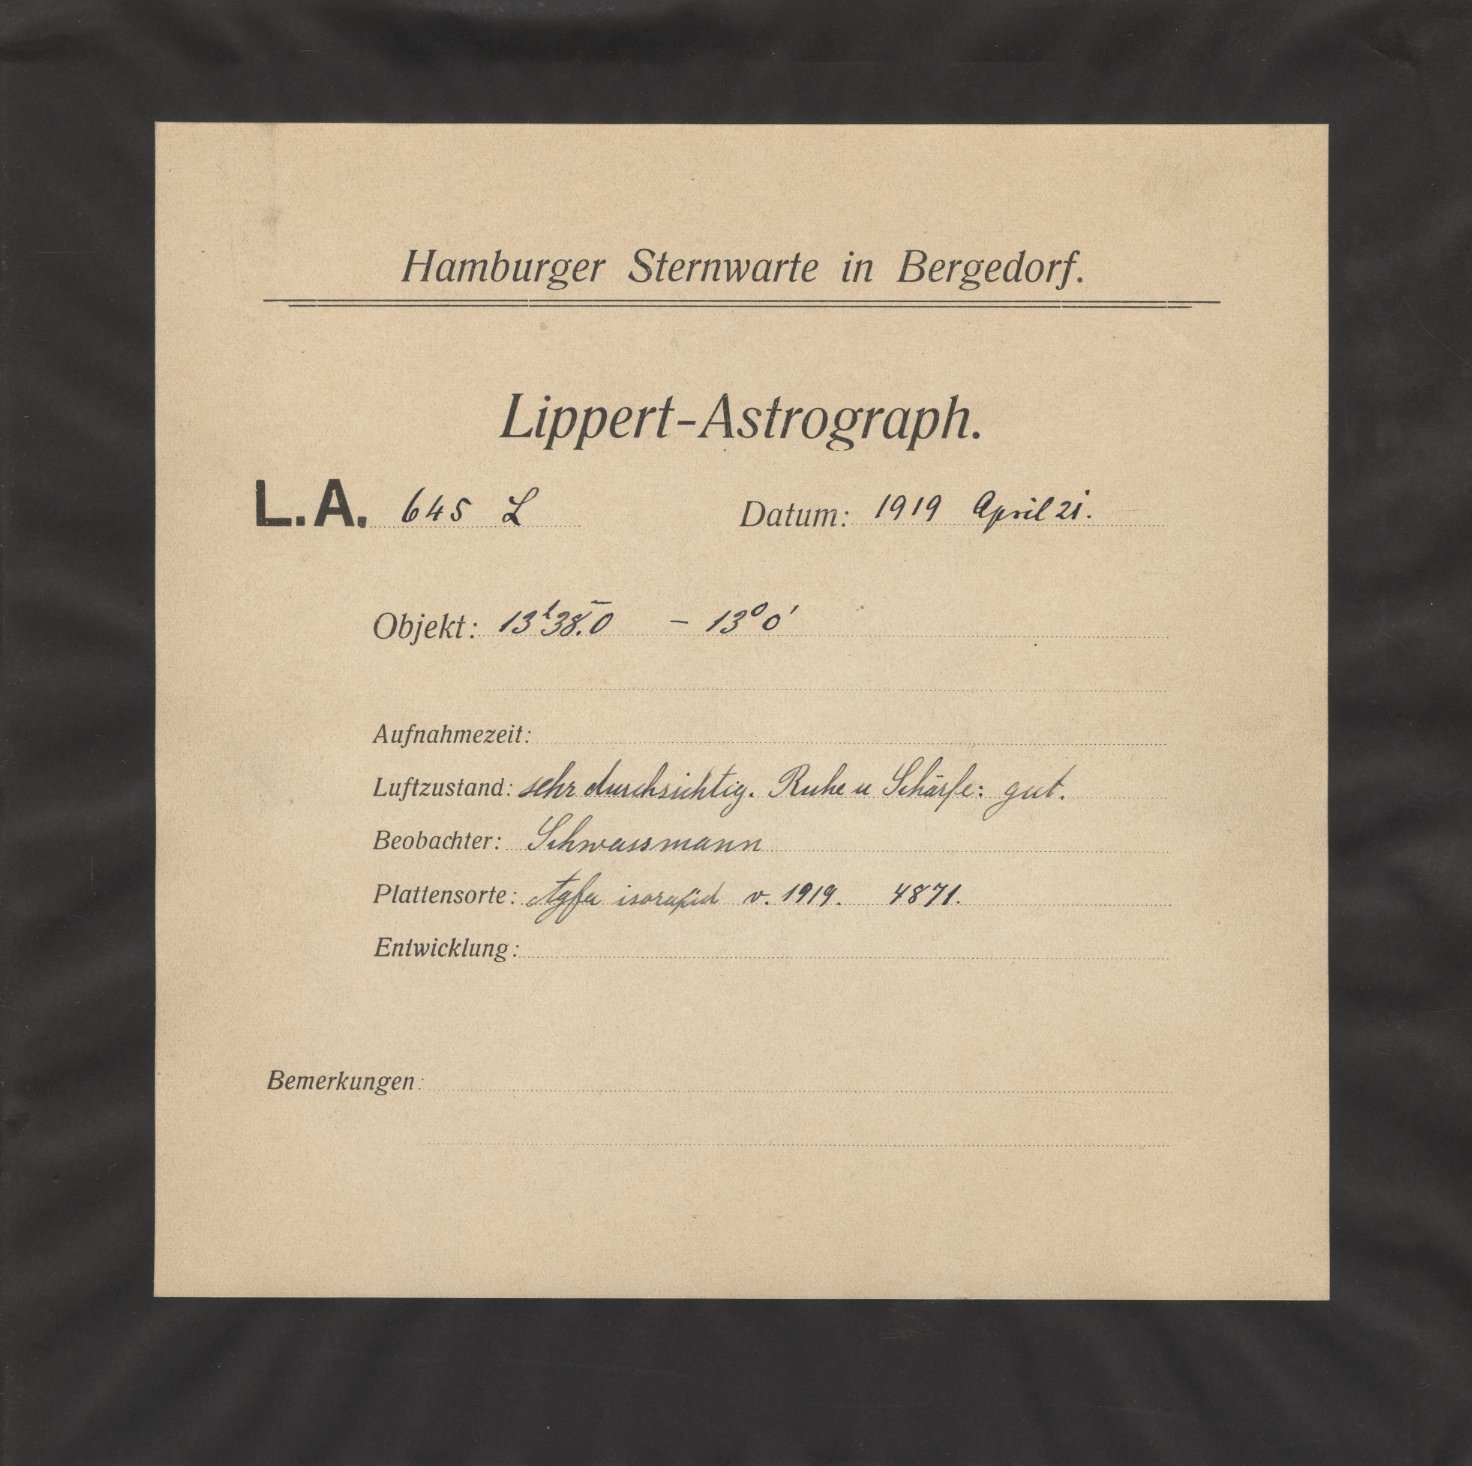 Hamburger Sternwarte in Bergedorf.
Lippert-Astrograph.
L.A. 645 L Datum: 1919 April 21.
Objekt: 13h38m.0 – 13° 0'
Aufnahmezeit:
Luftzustand: sehr durchsichtig. Ruhe u Schärfe: gut.
Beobachter: Schwassmann
Plattensorte: Agfa isorapid v. 1919. 4871.
Entwicklung:
Bemerkungen: